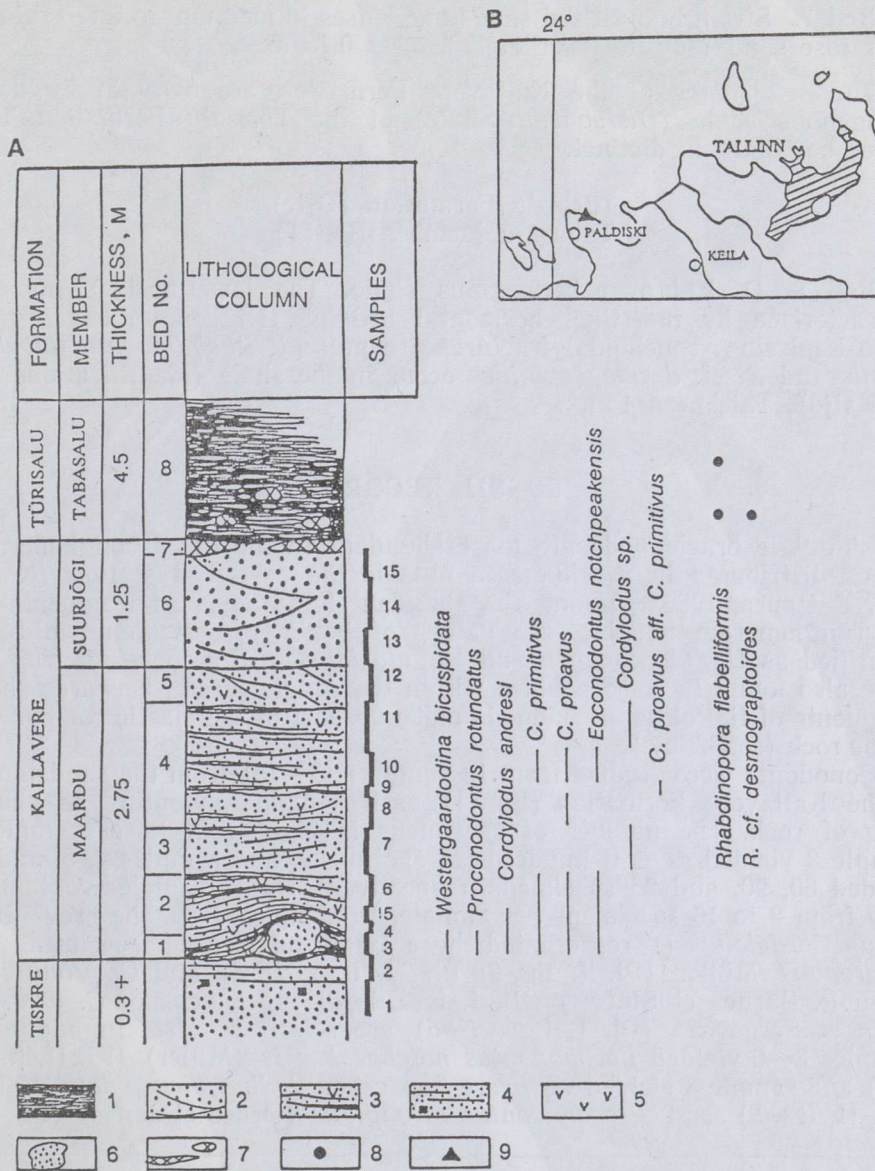 B
24°
TALLINN
PALDISKI
KEILA
A
FORMATION
MEMBER
THICKNESS, M
BED No.
LITHOLOGICAL
COLUMN
SAMPLES
TÜRISALU
TABASALU
4.5
8
7
KALLAVERE
SUURJÕGI
1.25
6
MAARDU
2.75
5
4
3
2
1
TISKRE
0.3 +
15
14
13
12
11
10
9
8
7
6
!5
4
3
2
1
Westergaardodina bicuspidata
Proconodontus rotundatus
Cordylodus andresi
C. primitivus
C. proavus
Eoconodontus notchpeakensis
Cordylodus sp.
C. proavus aff. C. primitivus
Rhabdinopora flabelliformis
R. cf. desmograptoides
1 2 3 4 5
6 7 8 9